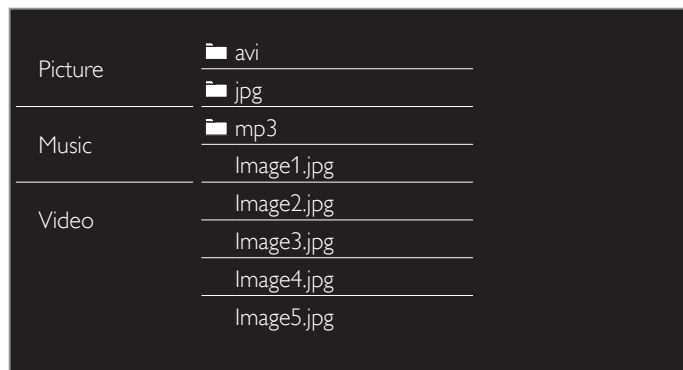 Picture
Music
Video
avi
jpg
mp3
Image1.jpg
Image2.jpg
Image3.jpg
Image4.jpg
Image5.jpg